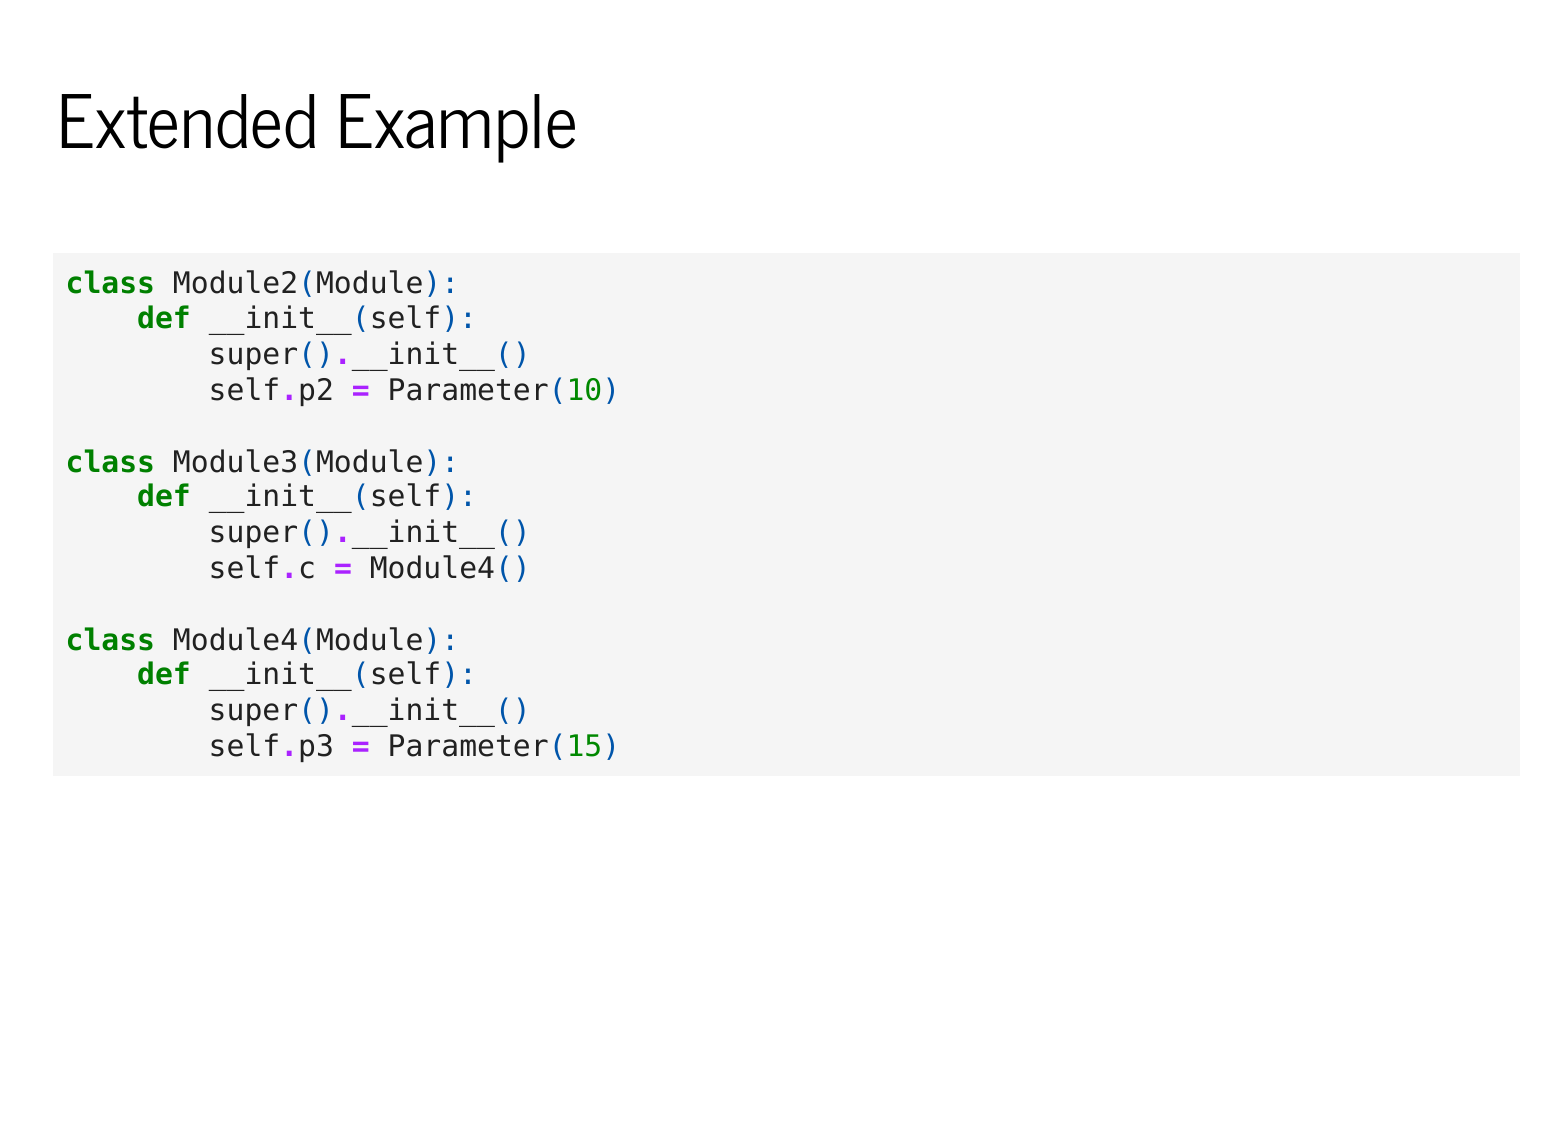 Extended Example
class Module2(Module):
    def __init__(self):
        super().__init__()
        self.p2 = Parameter(10)

class Module3(Module):
    def __init__(self):
        super().__init__()
        self.c = Module4()

class Module4(Module):
    def __init__(self):
        super().__init__()
        self.p3 = Parameter(15)